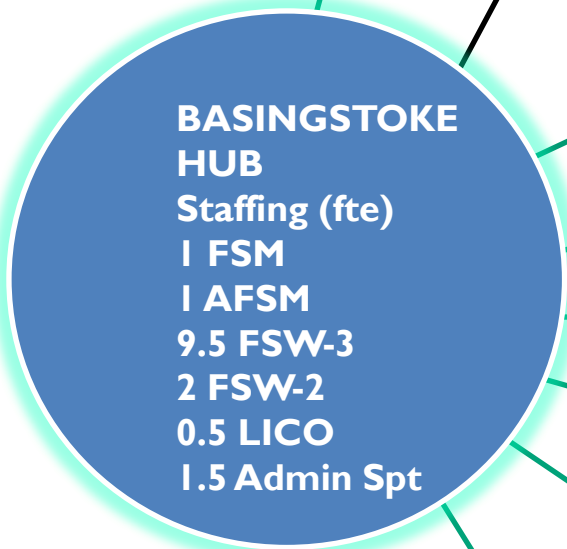 BASINGSTOKE
HUB
Staffing (fte)
1 FSM
1 AFSM
9.5 FSW-3
2 FSW-2
0.5 LICO
1.5 Admin Spt